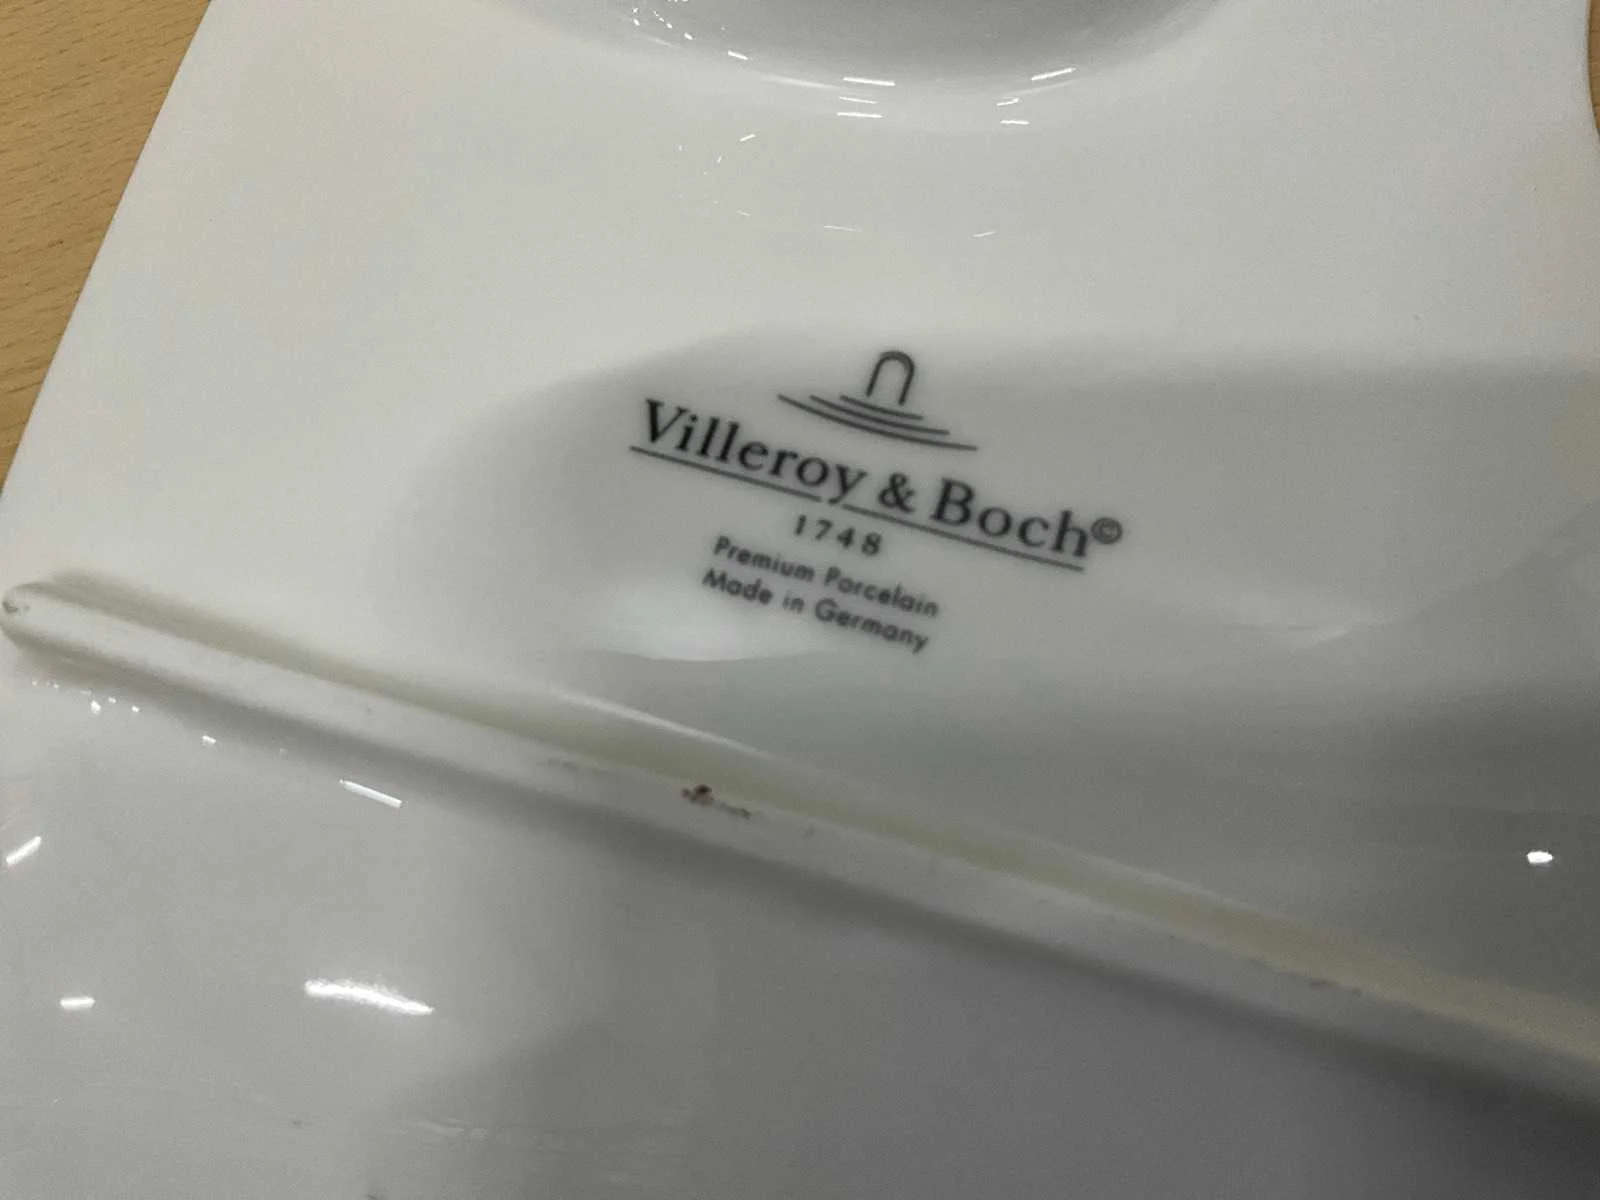 Villeroy & Boch©
1748
Premium Porcelain
Made in Germany